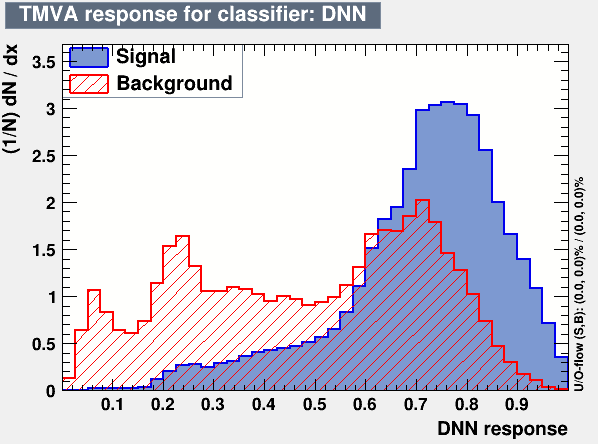 TMVA response for classifier: DNN
(1/N) dN / dx
Signal
Background
3.5
3
2.5
2
1.5
1
0.5
0
0.1 0.2 0.3 0.4 0.5 0.6 0.7 0.8 0.9
DNN response
U/O-flow (S,B): (0.0, 0.0)% / (0.0, 0.0)%